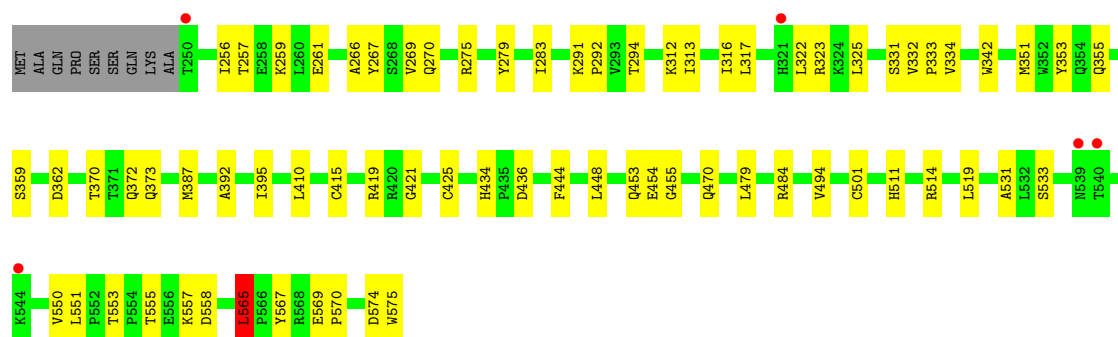 MET ALA GLN PRO SER SER GLN LYS ALA T250 I256 T257 E258 K259 L260 E261 A266 Y267 S268 V269 Q270 R275 Y279 I283 K291 P292 V293 T294 K312 I313 I316 L317 H321 L322 R323 K324 L325 S331 V332 P333 V334 W342 M351 W352 Y353 Q354 Q355
S359 D362 T370 T371 Q372 Q373 M387 A392 I395 L410 C415 R419 R420 G421 C425 H434 P435 D436 F444 L448 Q453 E454 G455 Q470 L479 R484 V494 C501 H511 R514 L519 A531 L532 S533 N539 T540
K544 V550 L551 P552 T553 P554 T555 E556 K557 D558 L565 P566 Y567 R568 E569 P570 D574 W575